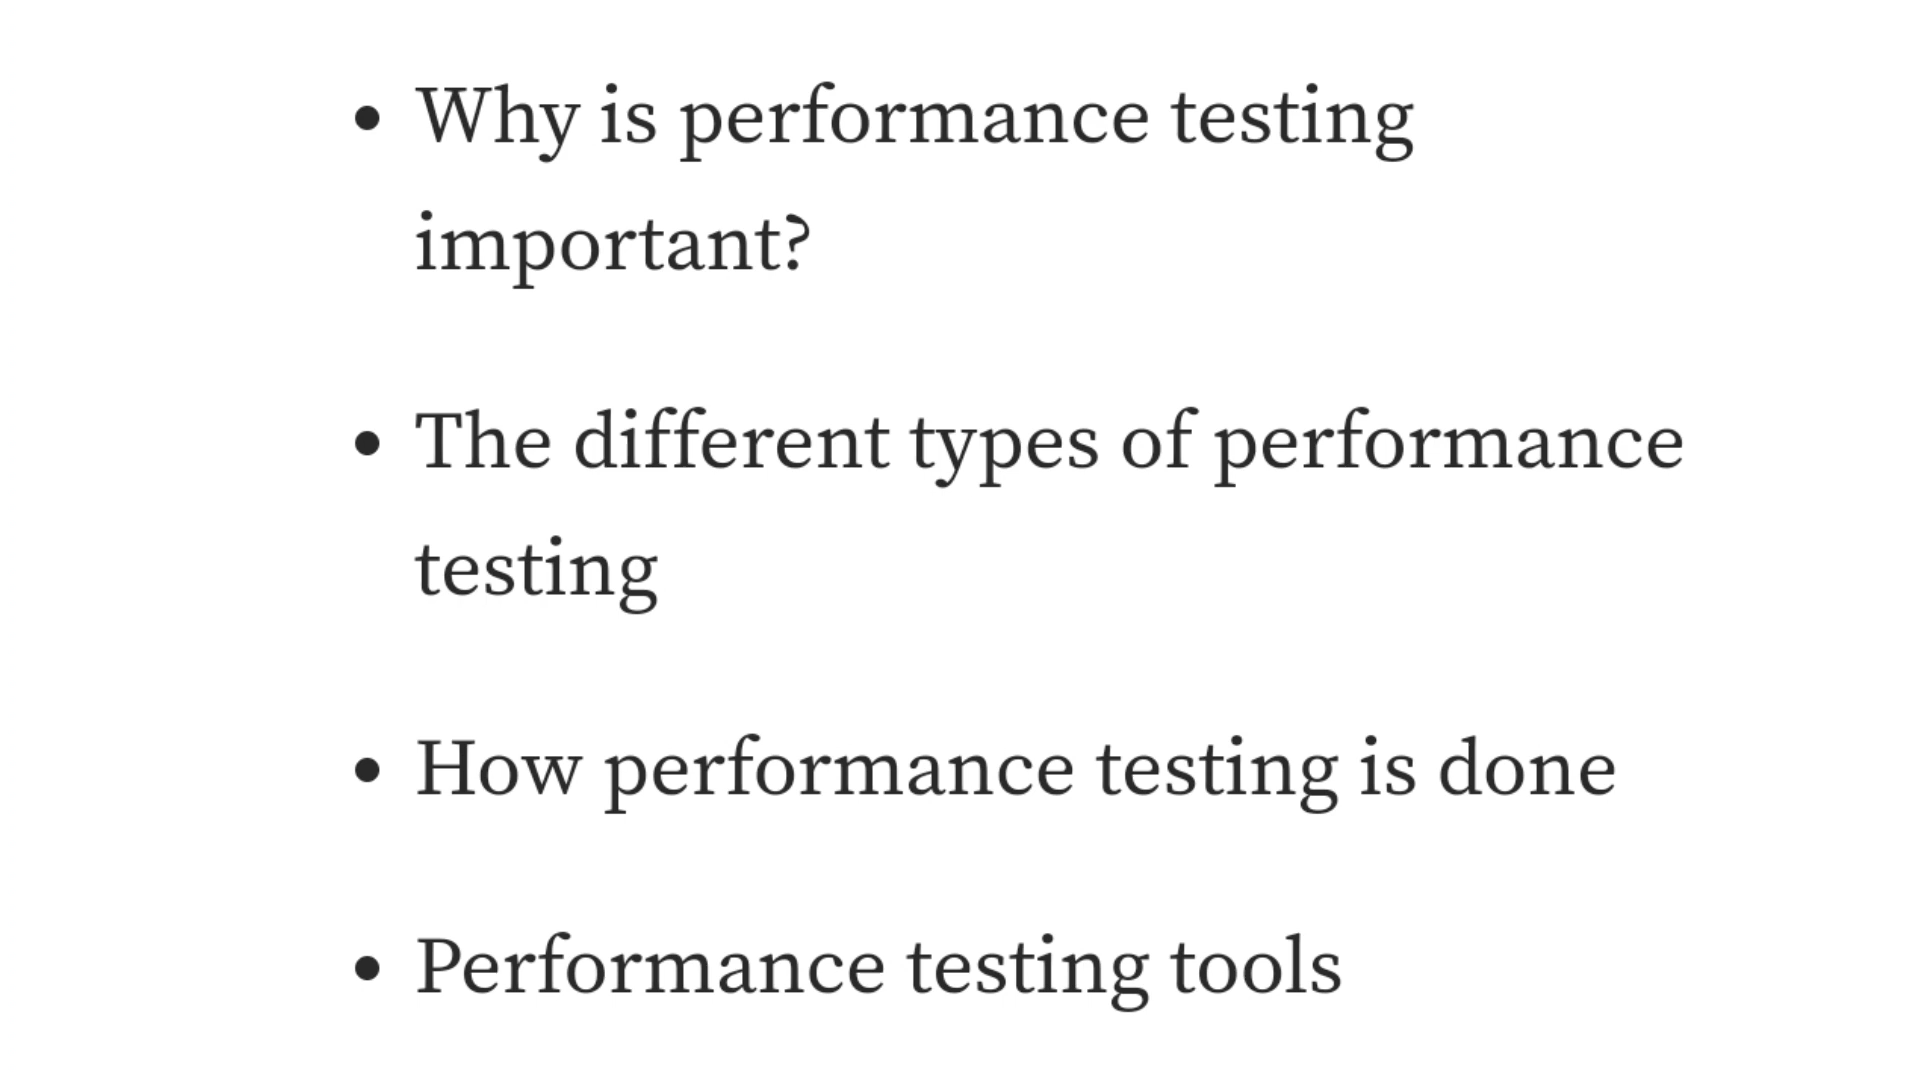 • Why is performance testing
important?
• The different types of performance
testing
• How performance testing is done
• Performance testing tools